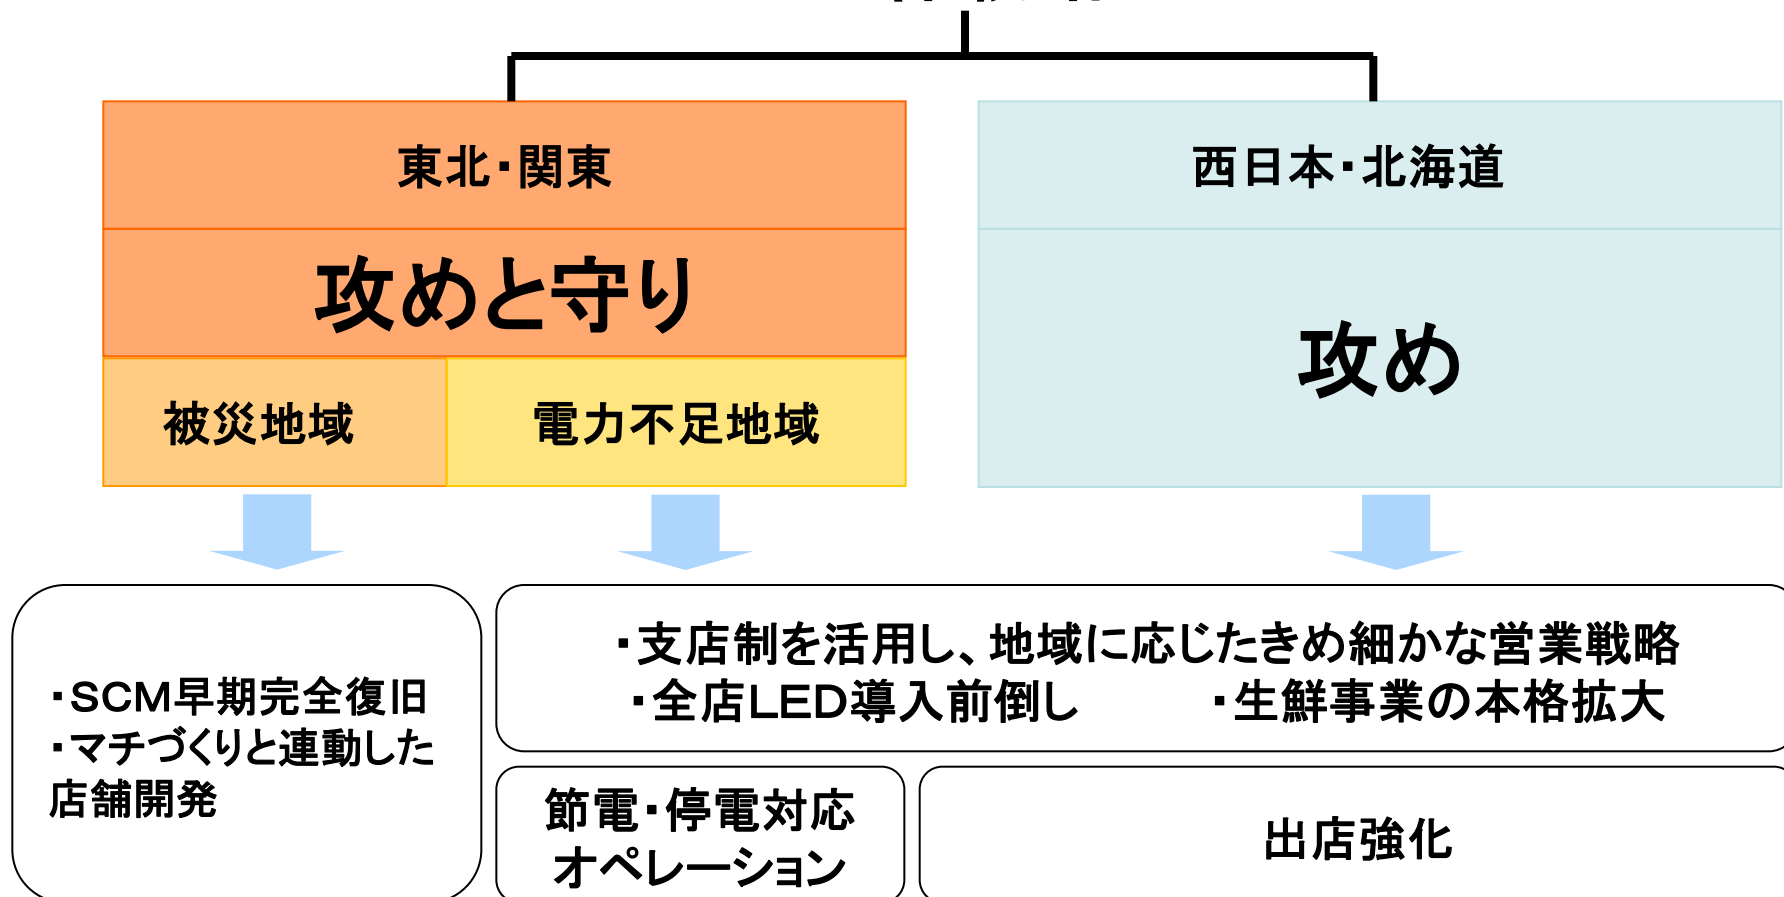 東北・関東
西日本・北海道
攻めと守り
攻め
被災地域
電力不足地域
・SCM早期完全復旧
・マチづくりと連動した
店舗開発
・支店制を活用し、地域に応じたきめ細かな営業戦略
・全店LED導入前倒し
・生鮮事業の本格拡大
節電・停電対応
オペレーション
出店強化